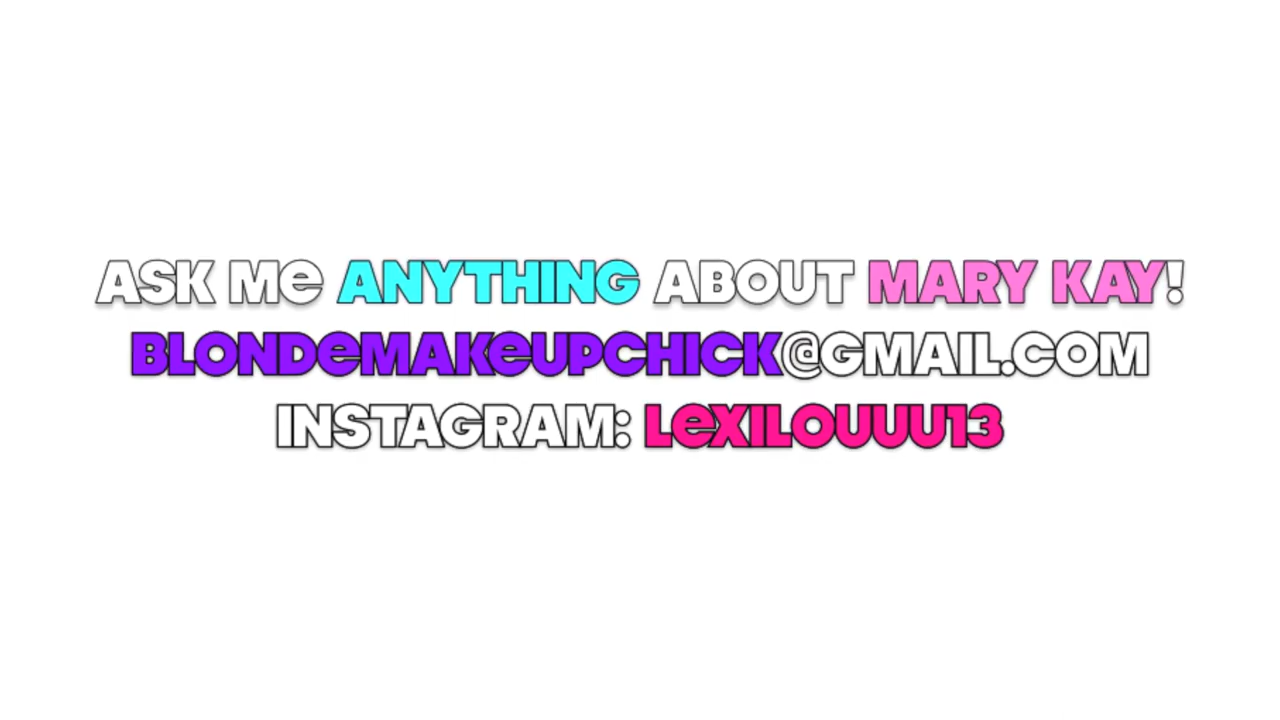 ASK Me ANYTHING ABOUT MARY KAY!
BLONDeMAKeUPCHICK@GMAIL.COM
INSTAGRAM: LeXILOUUU13